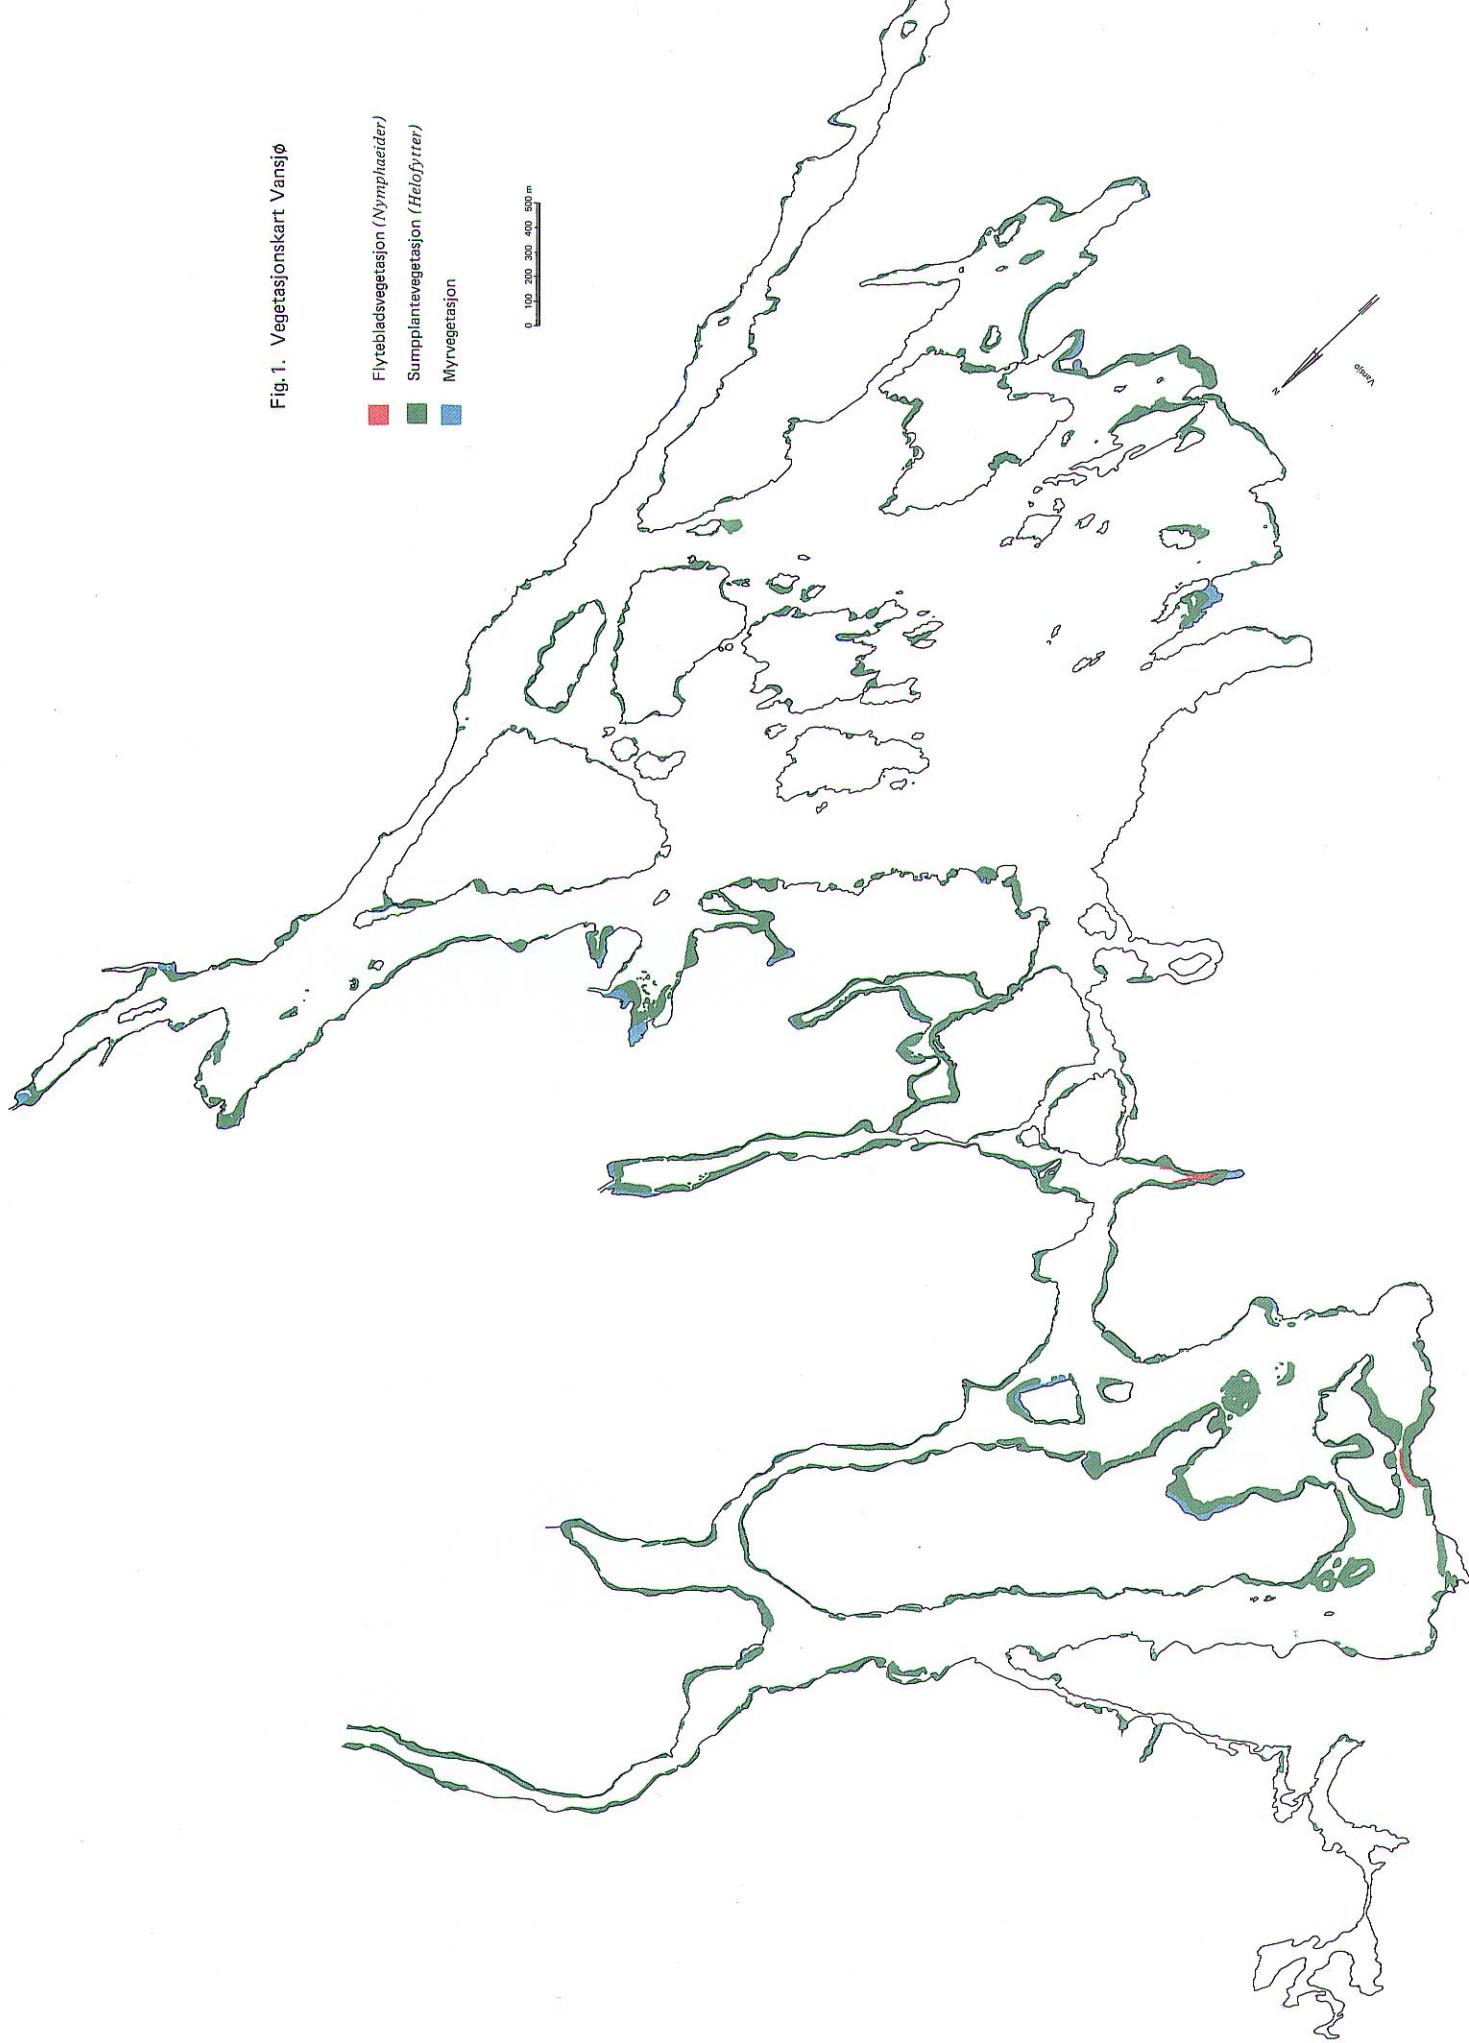 Fig. 1. Vegetasjonskart Vansjø
Flytebladsvegetasjon (Nymphaeider)
Sumpplantevegetasjon (Helofytter)
Myrvegetasjon
0 100 200 300 400 500 m
N
Vansjø